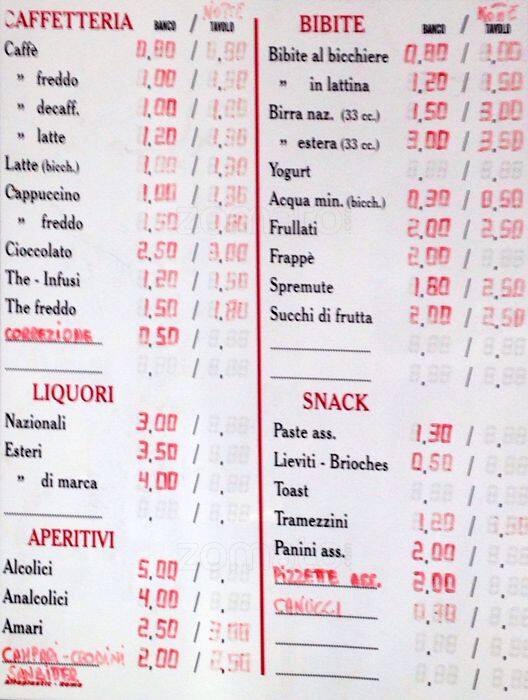 CAFFETTERIA BANCO / TAVOLO NOTTE
Caffè 0,80 / 0,90
" freddo 1,00 /
" decaff. 1,00 / 1,20
" latte 1,20 /
Latte (bicch.) 1,00 /
Cappuccino 1,00 /
" freddo 1,50 / 1,80
Cioccolato 2,50 / 3,00
The - Infusi 1,20 / 1,50
The freddo 1,50 / 1,80
CORREZIONE 0,50 /
/
LIQUORI
Nazionali 3,00 /
Esteri 3,50 /
" di marca 4,00 /
/
APERITIVI
Alcolici 5,00 /
Analcolici 4,00 /
Amari 2,50 / 3,00
CAMPARI - CRODINI 2,00 / 2,50
SANBITER
BIBITE BANCO / TAVOLO NOTTE
Bibite al bicchiere 0,80 / 1,00
" in lattina 1,20 / 1,50
Birra naz. (33 cc.) 1,50 / 3,00
" estera (33 cc.) 3,00 / 3,50
Yogurt /
Acqua min. (bicch.) 0,30 / 0,50
Frullati 2,00 / 2,50
Frappè 2,00 /
Spremute 1,80 / 2,50
Succhi di frutta 2,00 / 2,50
/
/
SNACK
Paste ass. 1,30 /
Lieviti - Brioches 0,50 /
Toast /
Tramezzini 1,20 / 1,50
Panini ass. 2,00 /
PIZZETTE ASS. 2,00 /
CANUCCI 0,30 /
/
/